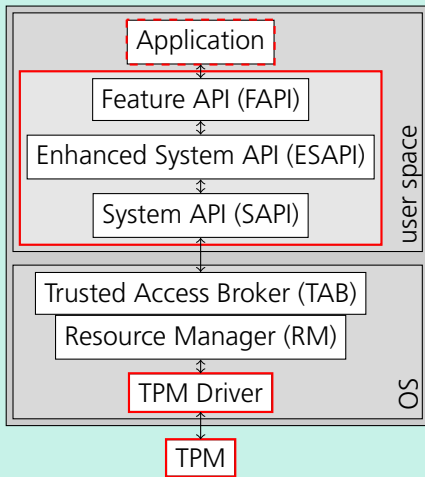 Application
Feature API (FAPI)
Enhanced System API (ESAPI)
System API (SAPI)
user space
Trusted Access Broker (TAB)
Resource Manager (RM)
TPM Driver
OS
TPM